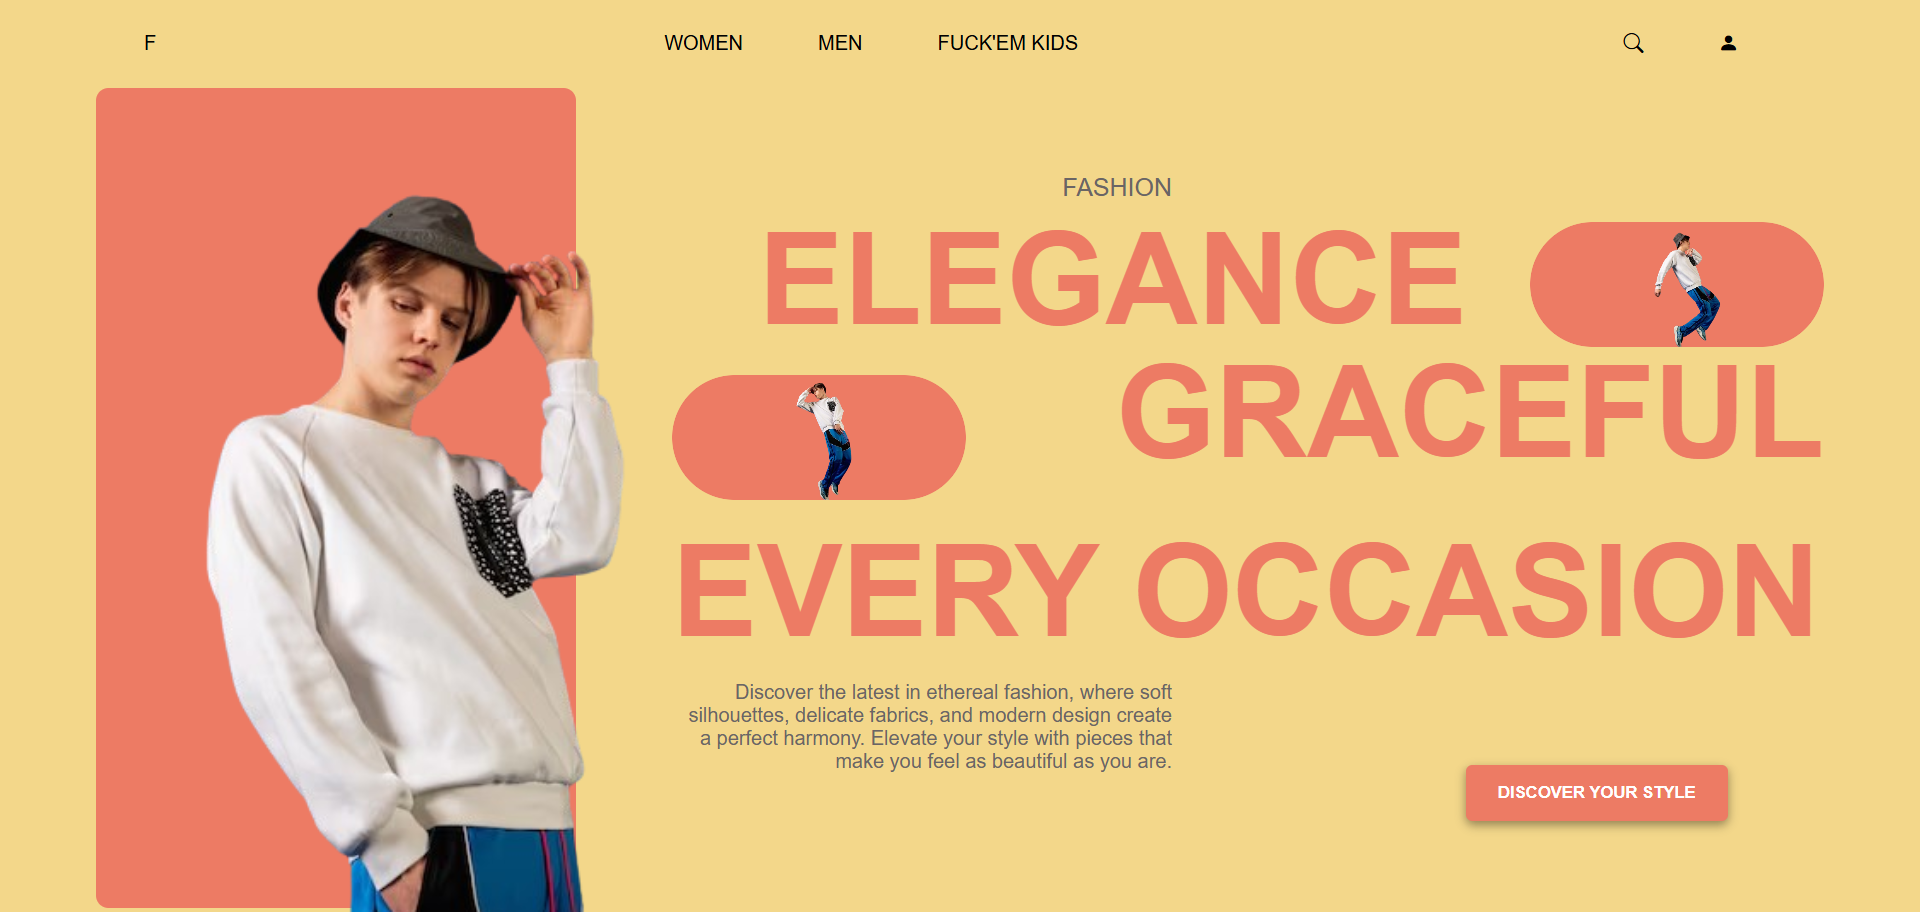 F
WOMEN
MEN
FUCK'EM KIDS
FASHION
ELEGANCE
GRACEFUL
EVERY OCCASION
Discover the latest in ethereal fashion, where soft
silhouettes, delicate fabrics, and modern design create
a perfect harmony. Elevate your style with pieces that
make you feel as beautiful as you are.
DISCOVER YOUR STYLE